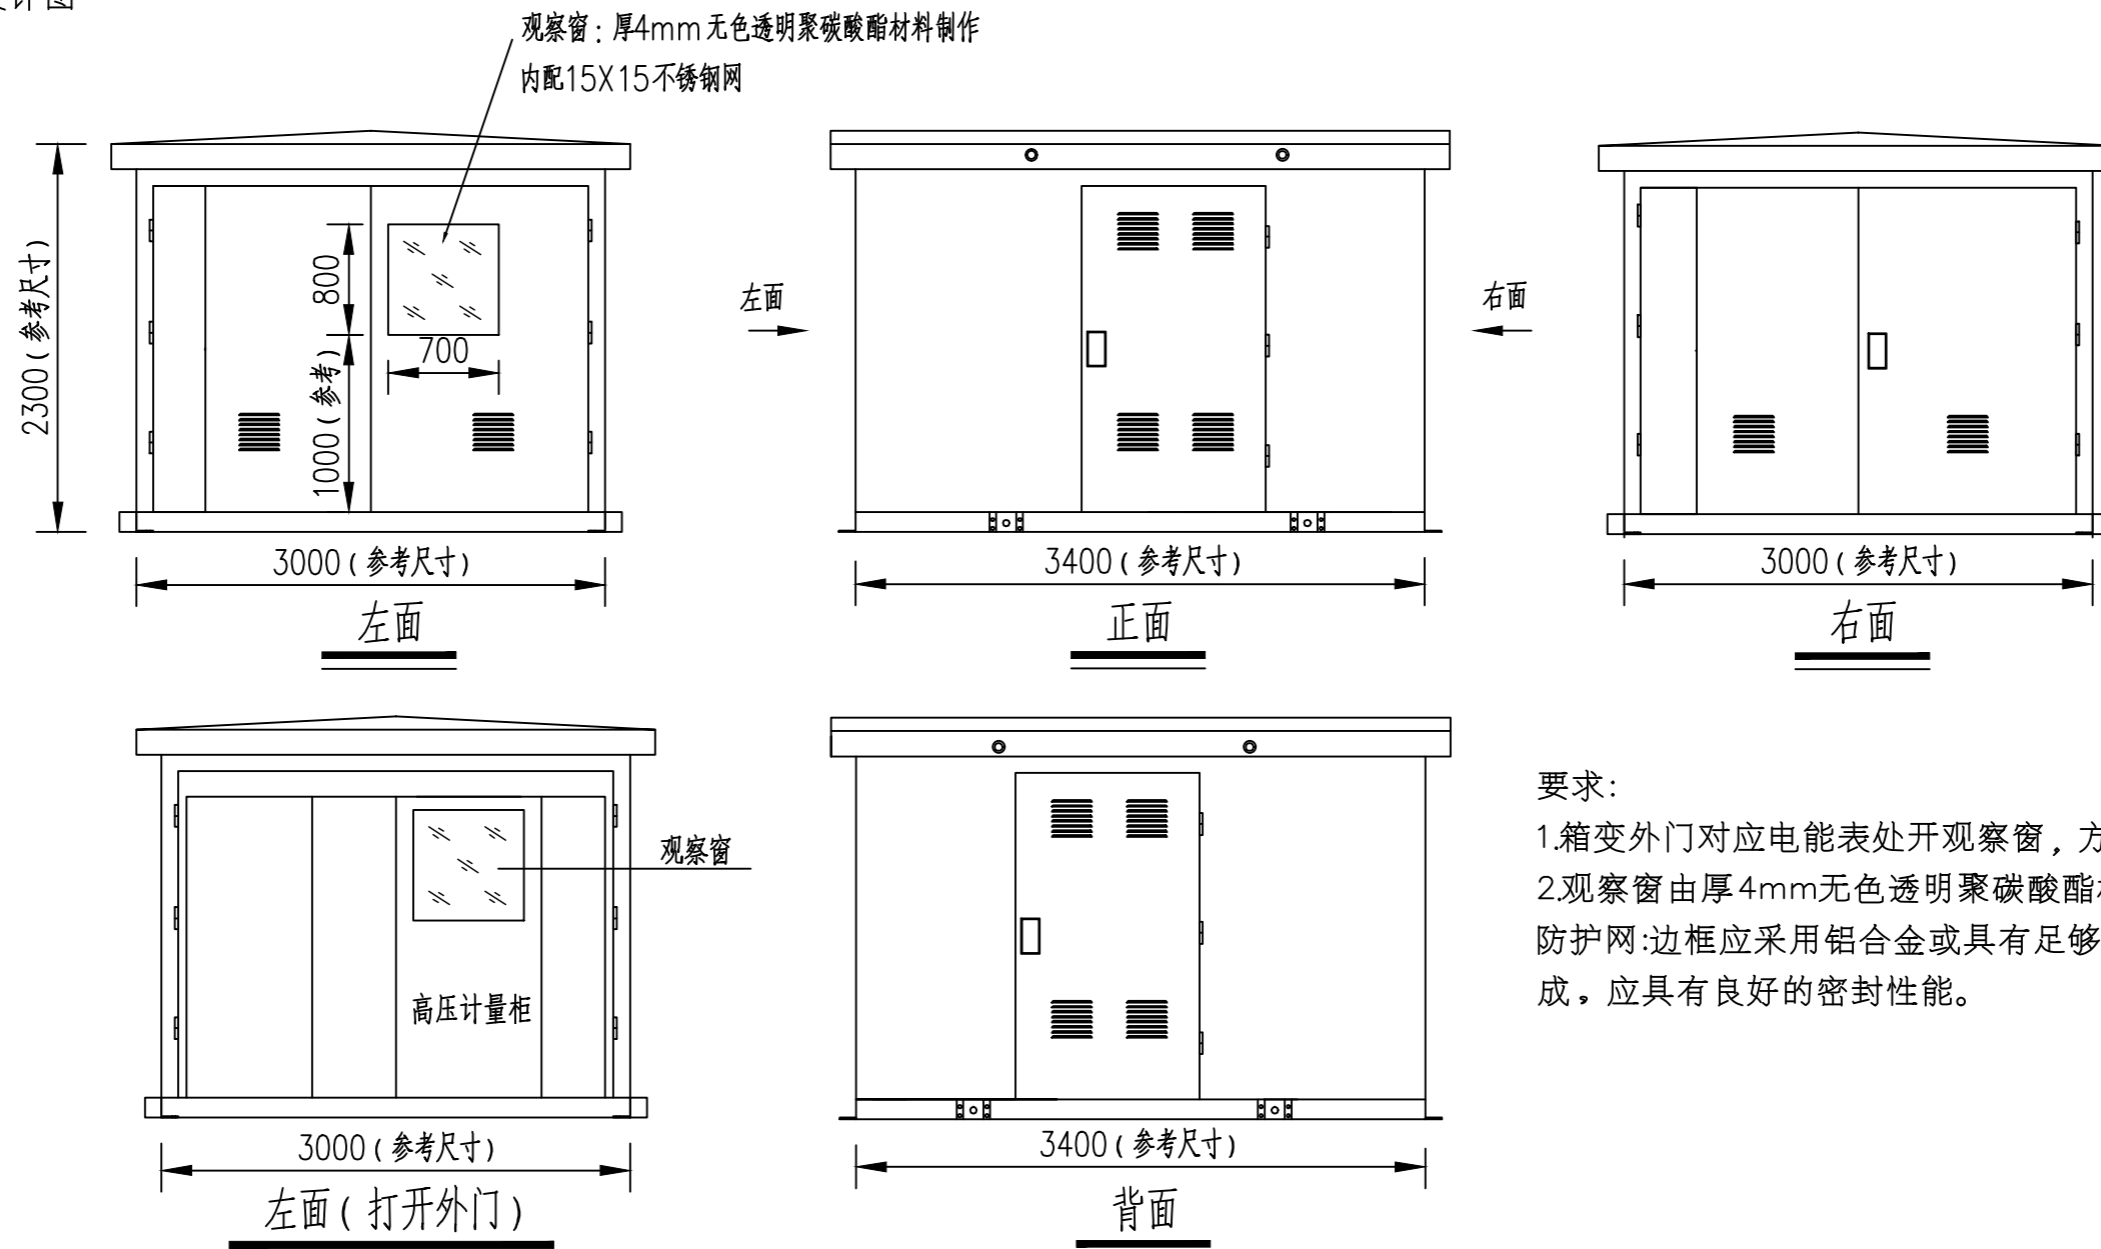 计图
观察窗：厚4mm无色透明聚碳酸酯材料制作
内配15X15不锈钢网
2300(参考尺寸)
800
700
1000(参考)
3000(参考尺寸)
左面
左面
3400(参考尺寸)
正面
右面
3000(参考尺寸)
右面
观察窗
高压计量柜
3000(参考尺寸)
左面(打开外门)
3400(参考尺寸)
背面
要求：
1.箱变外门对应电能表处开观察窗，方
2.观察窗由厚4mm无色透明聚碳酸酯
防护网:边框应采用铝合金或具有足够
成。应具有良好的密封性能。